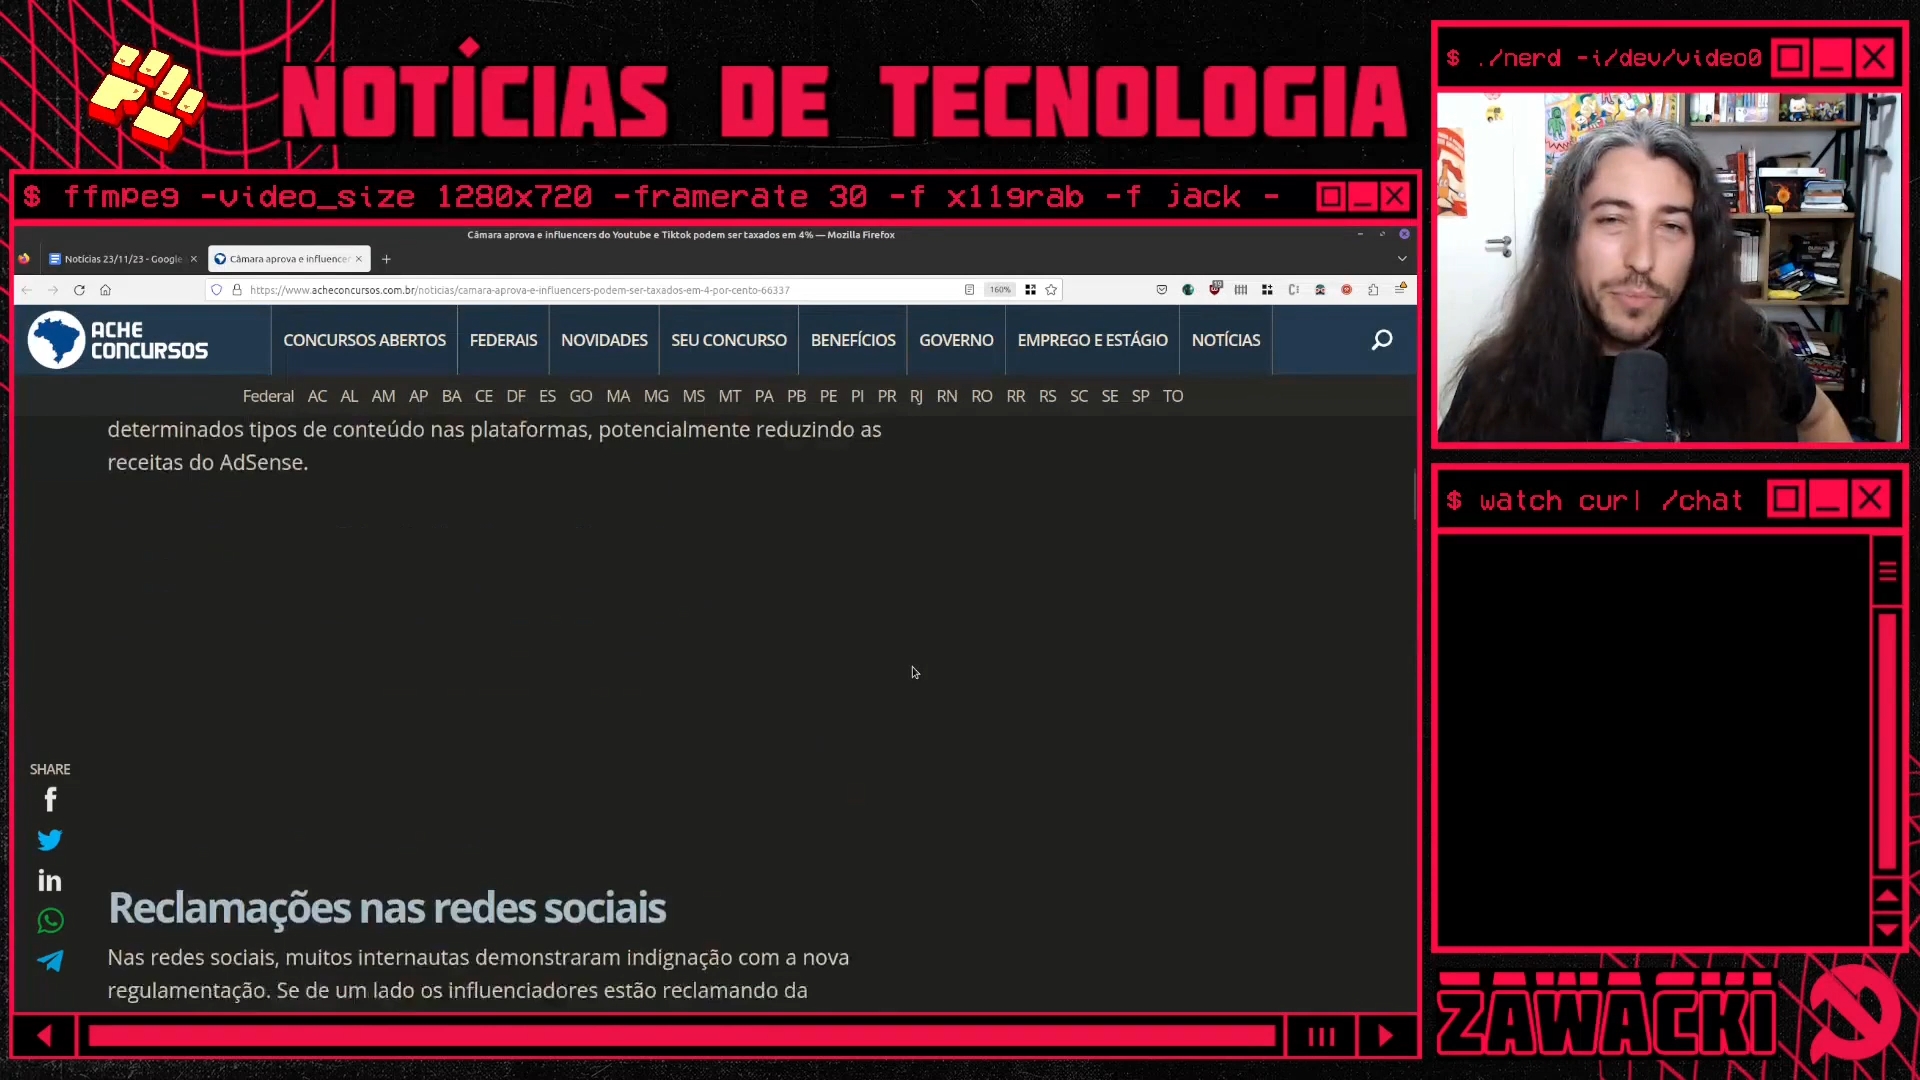 NOTÍCIAS DE TECNOLOGIA
$ ./nerd -i/dev/video0
$ ffmpeg -video_size 1280x720 -framerate 30 -f x11grab -f jack -
Câmara aprova e influencers do Youtube e Tiktok podem ser taxados em 4% — Mozilla Firefox
Notícias 23/11/23 - Google
Câmara aprova e influencer
https://www.acheconcursos.com.br/noticias/camara-aprova-e-influencers-podem-ser-taxados-em-4-por-cento-66337
160%
ACHE
CONCURSOS
CONCURSOS ABERTOS
FEDERAIS
NOVIDADES
SEU CONCURSO
BENEFÍCIOS
GOVERNO
EMPREGO E ESTÁGIO
NOTÍCIAS
Federal AC AL AM AP BA CE DF ES GO MA MG MS MT PA PB PE PI PR RJ RN RO RR RS SC SE SP TO
determinados tipos de conteúdo nas plataformas, potencialmente reduzindo as
receitas do AdSense.
SHARE
Reclamações nas redes sociais
Nas redes sociais, muitos internautas demonstraram indignação com a nova
regulamentação. Se de um lado os influenciadores estão reclamando da
$ watch curl /chat
ZAWACKI